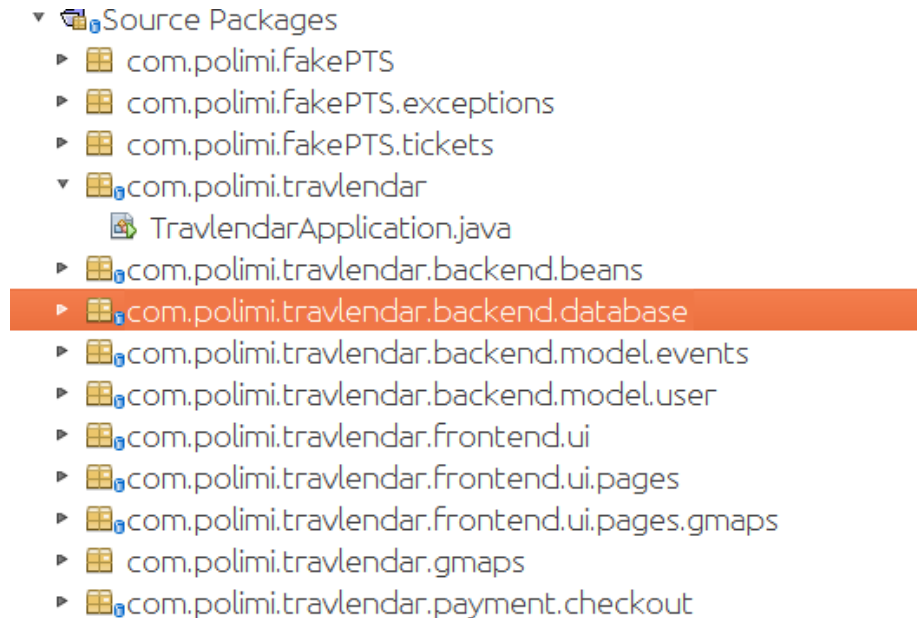 Source Packages
com.polimi.fakePTS
com.polimi.fakePTS.exceptions
com.polimi.fakePTS.tickets
com.polimi.travlendar
TravlendarApplication.java
com.polimi.travlendar.backend.beans
com.polimi.travlendar.backend.database
com.polimi.travlendar.backend.model.events
com.polimi.travlendar.backend.model.user
com.polimi.travlendar.frontend.ui
com.polimi.travlendar.frontend.ui.pages
com.polimi.travlendar.frontend.ui.pages.gmaps
com.polimi.travlendar.gmaps
com.polimi.travlendar.payment.checkout